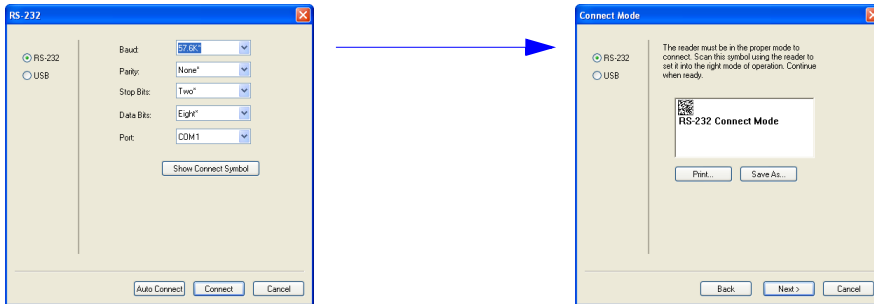 RS-232
RS-232
USB
Baud: 57.6K*
Parity: None*
Stop Bits: Two*
Data Bits: Eight*
Port: COM1
Show Connect Symbol
Auto Connect Connect Cancel
Connect Mode
RS-232
USB
The reader must be in the proper mode to
connect. Scan this symbol using the reader to
set it into the right mode of operation. Continue
when ready.
RS-232 Connect Mode
Print... Save As...
Back Next > Cancel